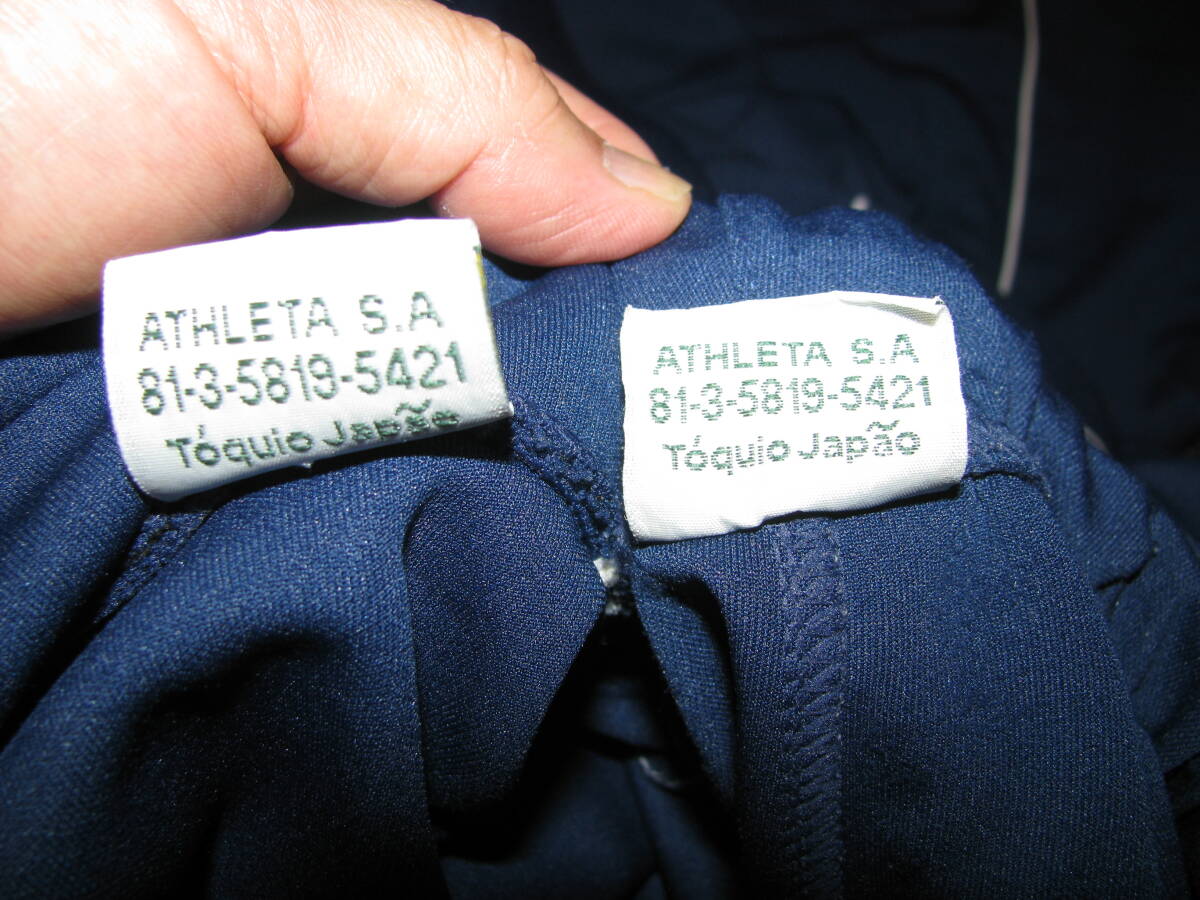 ATHLETA S.A
81-3-5819-5421
Tóquio Japão
ATHLETA S.A
81-3-5819-5421
Tóquio Japão